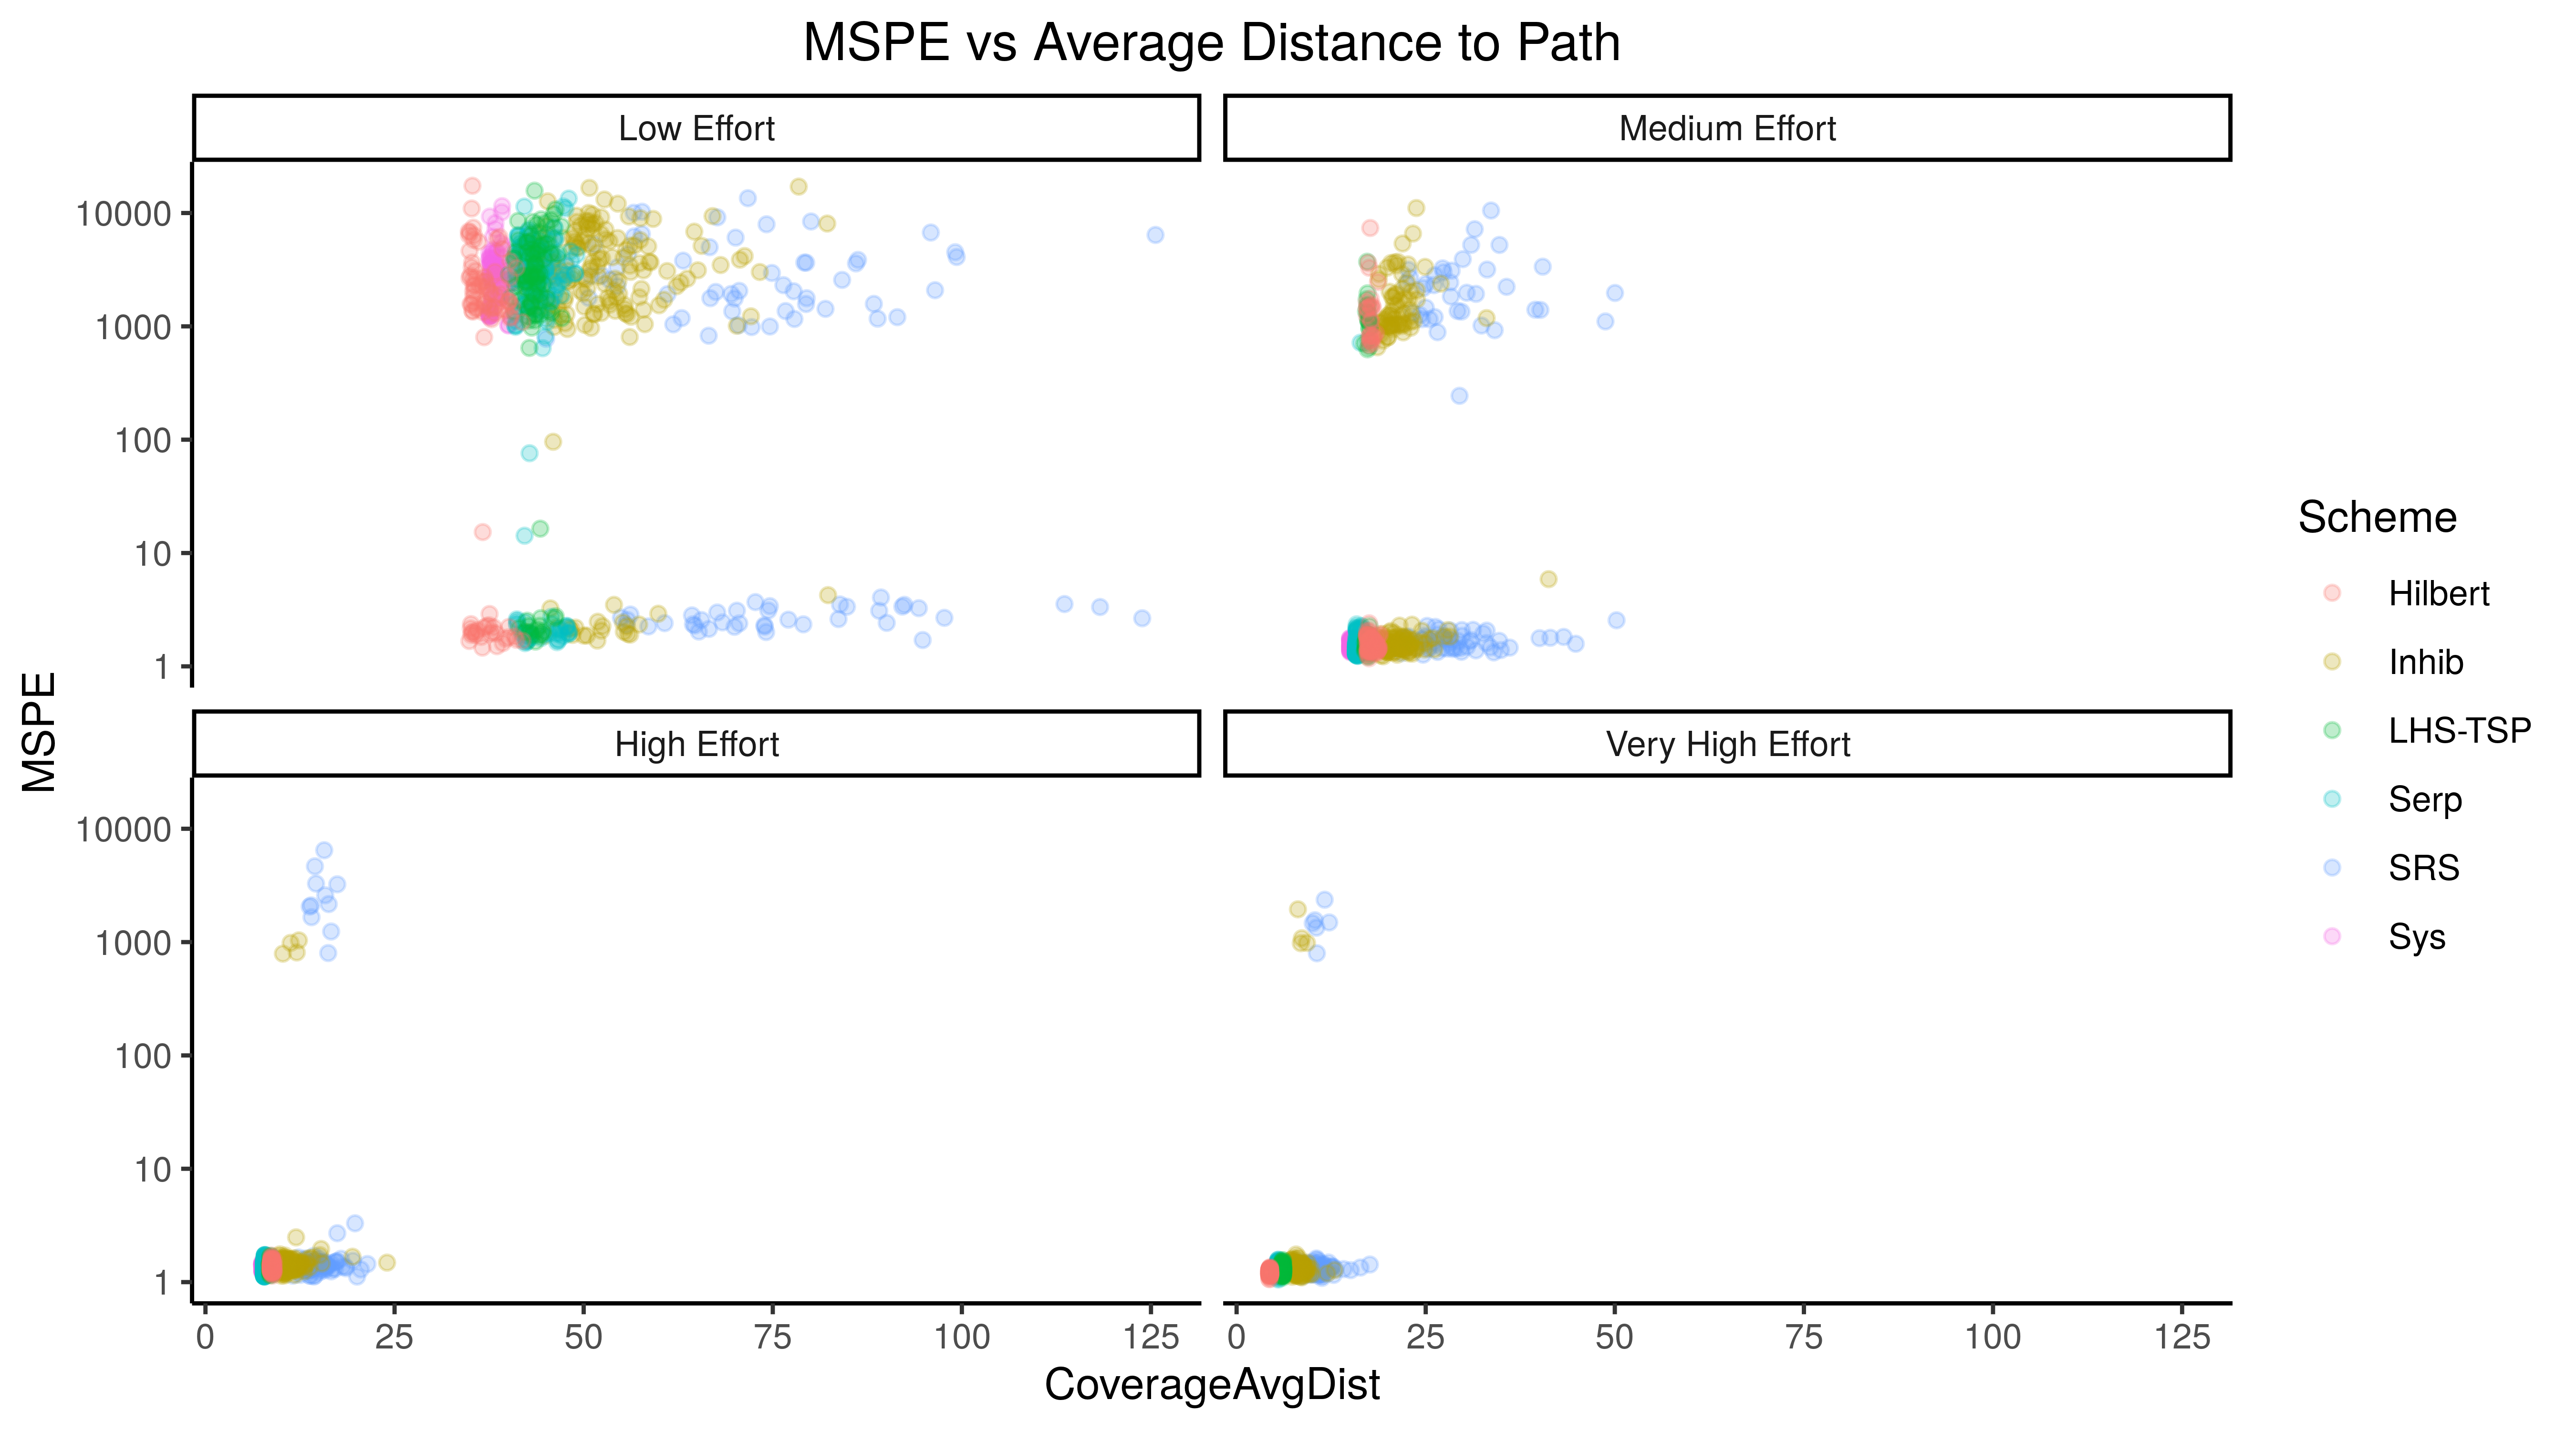 MSPE vs Average Distance to Path
Low Effort
Medium Effort
10000
1000
100
10
1
High Effort
Very High Effort
10000
1000
100
10
1
0 25 50 75 100 125
0 25 50 75 100 125
CoverageAvgDist
MSPE
Scheme
Hilbert
Inhib
LHS-TSP
Serp
SRS
Sys